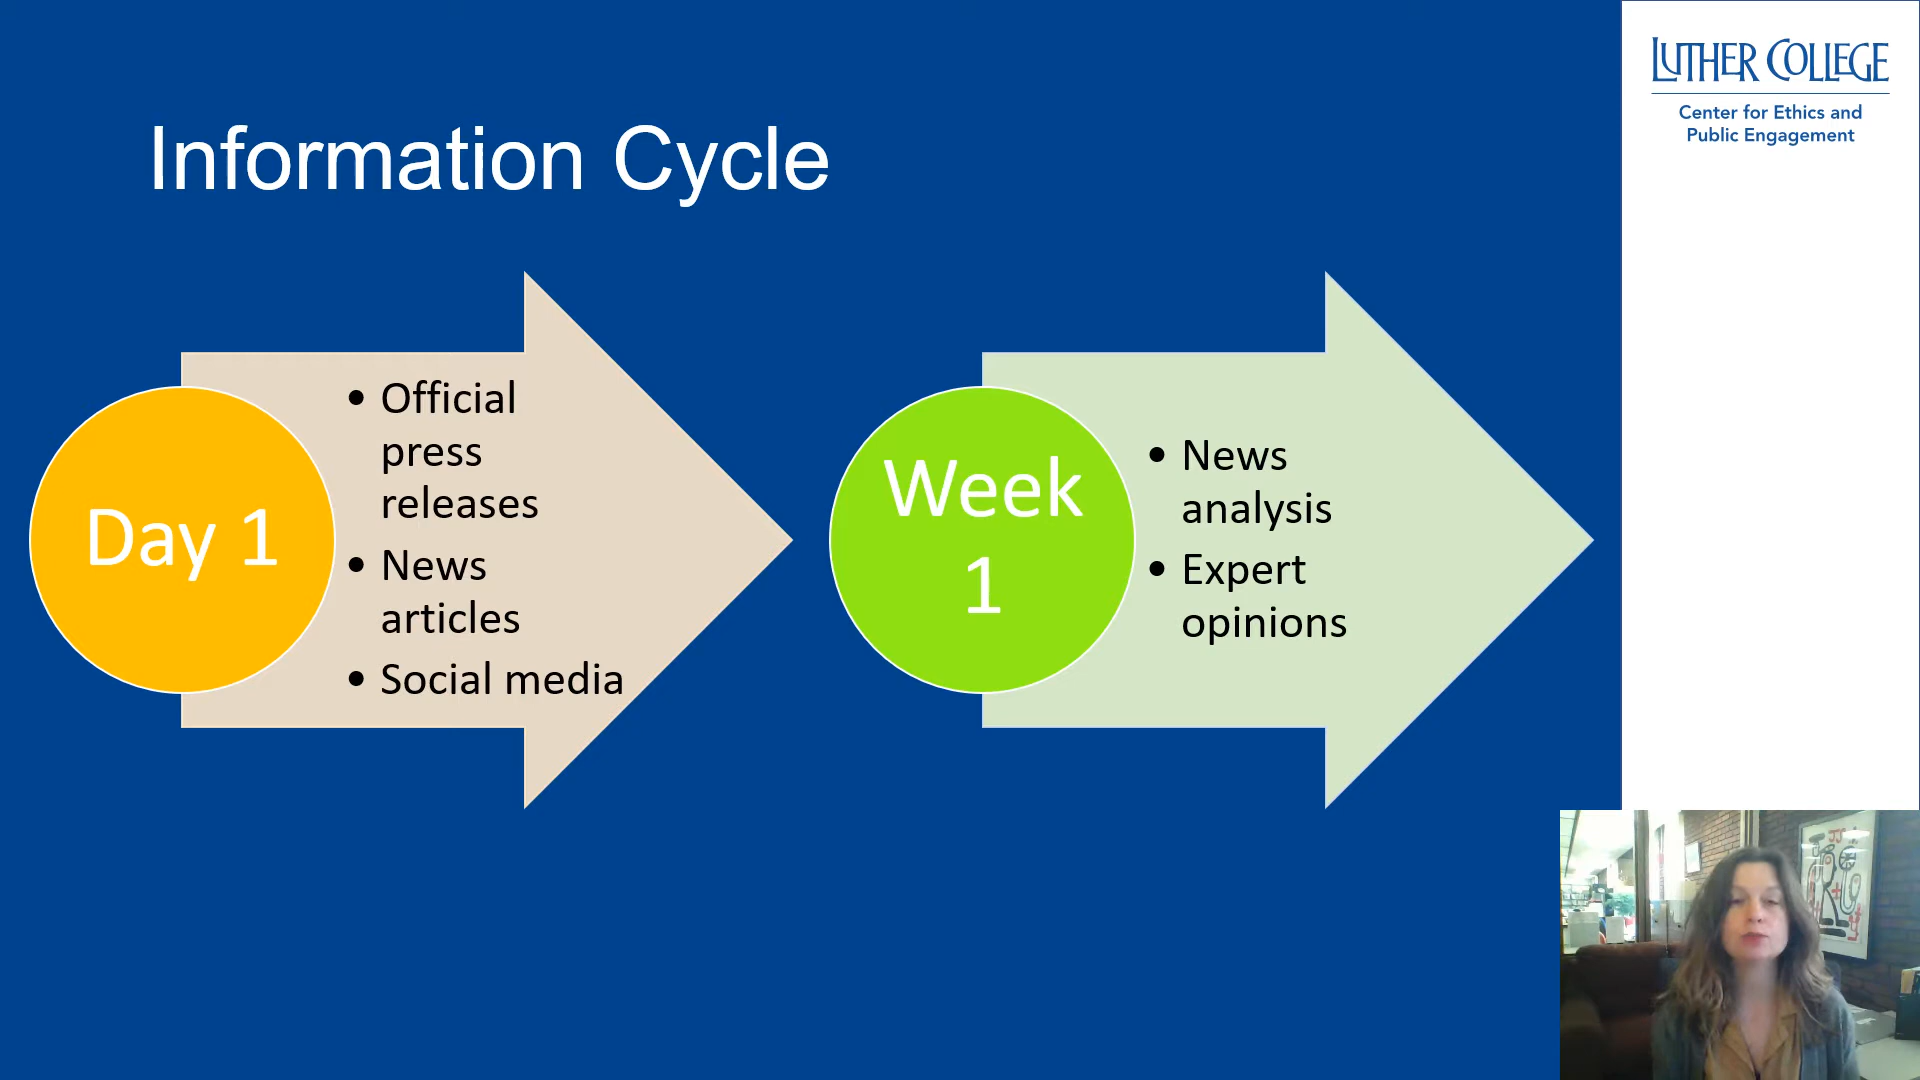 Information Cycle
Day 1
• Official
press
releases
• News
articles
• Social media
Week
1
• News
analysis
• Expert
opinions
LUTHER COLLEGE
Center for Ethics and
Public Engagement